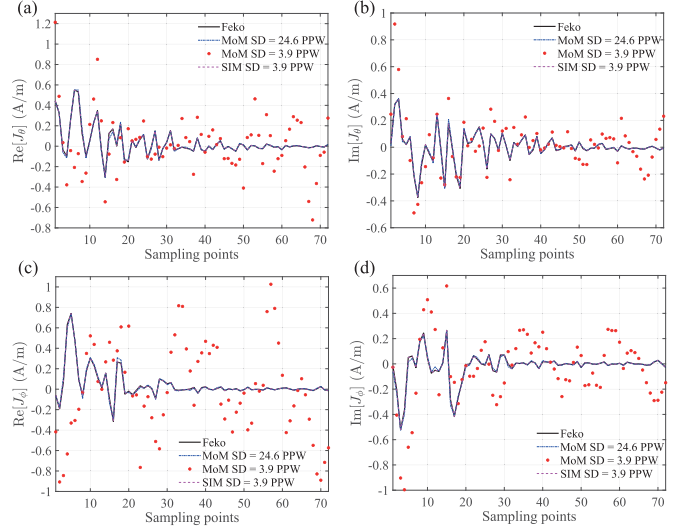 (a)
Re[Jθ] (A/m)
1.2
1
0.8
0.6
0.4
0.2
0
-0.2
-0.4
-0.6
-0.8
Feko
MoM SD = 24.6 PPW
MoM SD = 3.9 PPW
SIM SD = 3.9 PPW
10 20 30 40 50 60 70
Sampling points
(b)
Im[Jθ] (A/m)
1
0.8
0.6
0.4
0.2
0
-0.2
-0.4
-0.6
Feko
MoM SD = 24.6 PPW
MoM SD = 3.9 PPW
SIM SD = 3.9 PPW
10 20 30 40 50 60 70
Sampling points
(c)
Re[Jϕ] (A/m)
1
0.8
0.6
0.4
0.2
0
-0.2
-0.4
-0.6
-0.8
-1
Feko
MoM SD = 24.6 PPW
MoM SD = 3.9 PPW
SIM SD = 3.9 PPW
10 20 30 40 50 60 70
Sampling points
(d)
Im[Jϕ] (A/m)
0.6
0.4
0.2
0
-0.2
-0.4
-0.6
-0.8
-1
Feko
MoM SD = 24.6 PPW
MoM SD = 3.9 PPW
SIM SD = 3.9 PPW
10 20 30 40 50 60 70
Sampling points